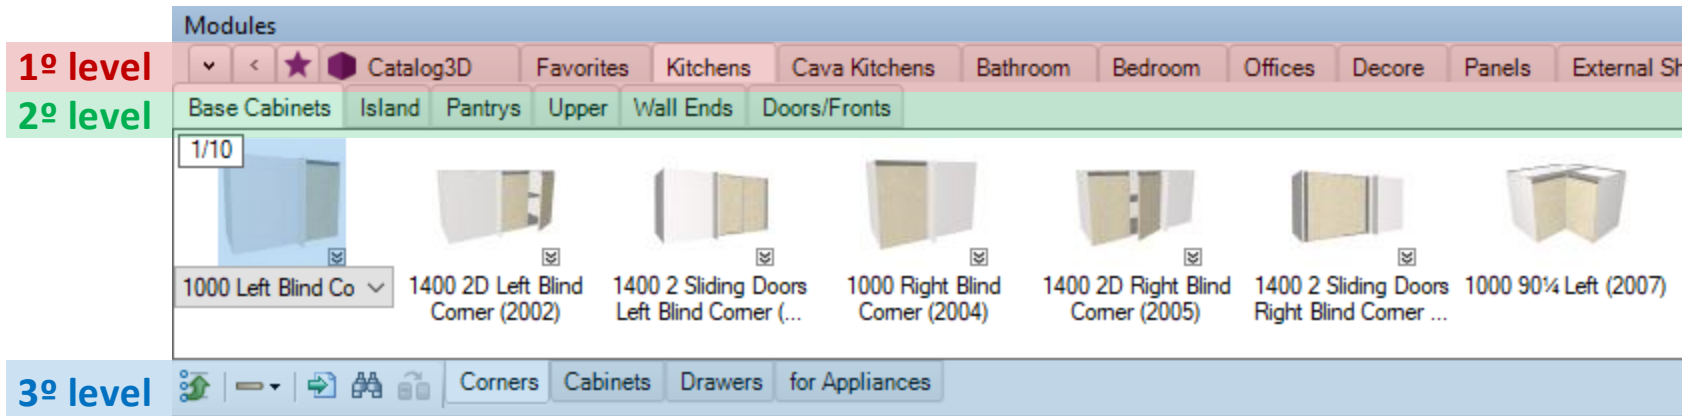 Modules
1º level
Catalog3D Favorites Kitchens Cava Kitchens Bathroom Bedroom Offices Decore Panels External Sh
2º level
Base Cabinets Island Pantrys Upper Wall Ends Doors/Fronts
1/10
1000 Left Blind Co
1400 2D Left Blind
Corner (2002)
1400 2 Sliding Doors
Left Blind Corner (...
1000 Right Blind
Corner (2004)
1400 2D Right Blind
Corner (2005)
1400 2 Sliding Doors
Right Blind Corner ...
1000 90¼ Left (2007)
3º level
Corners Cabinets Drawers for Appliances